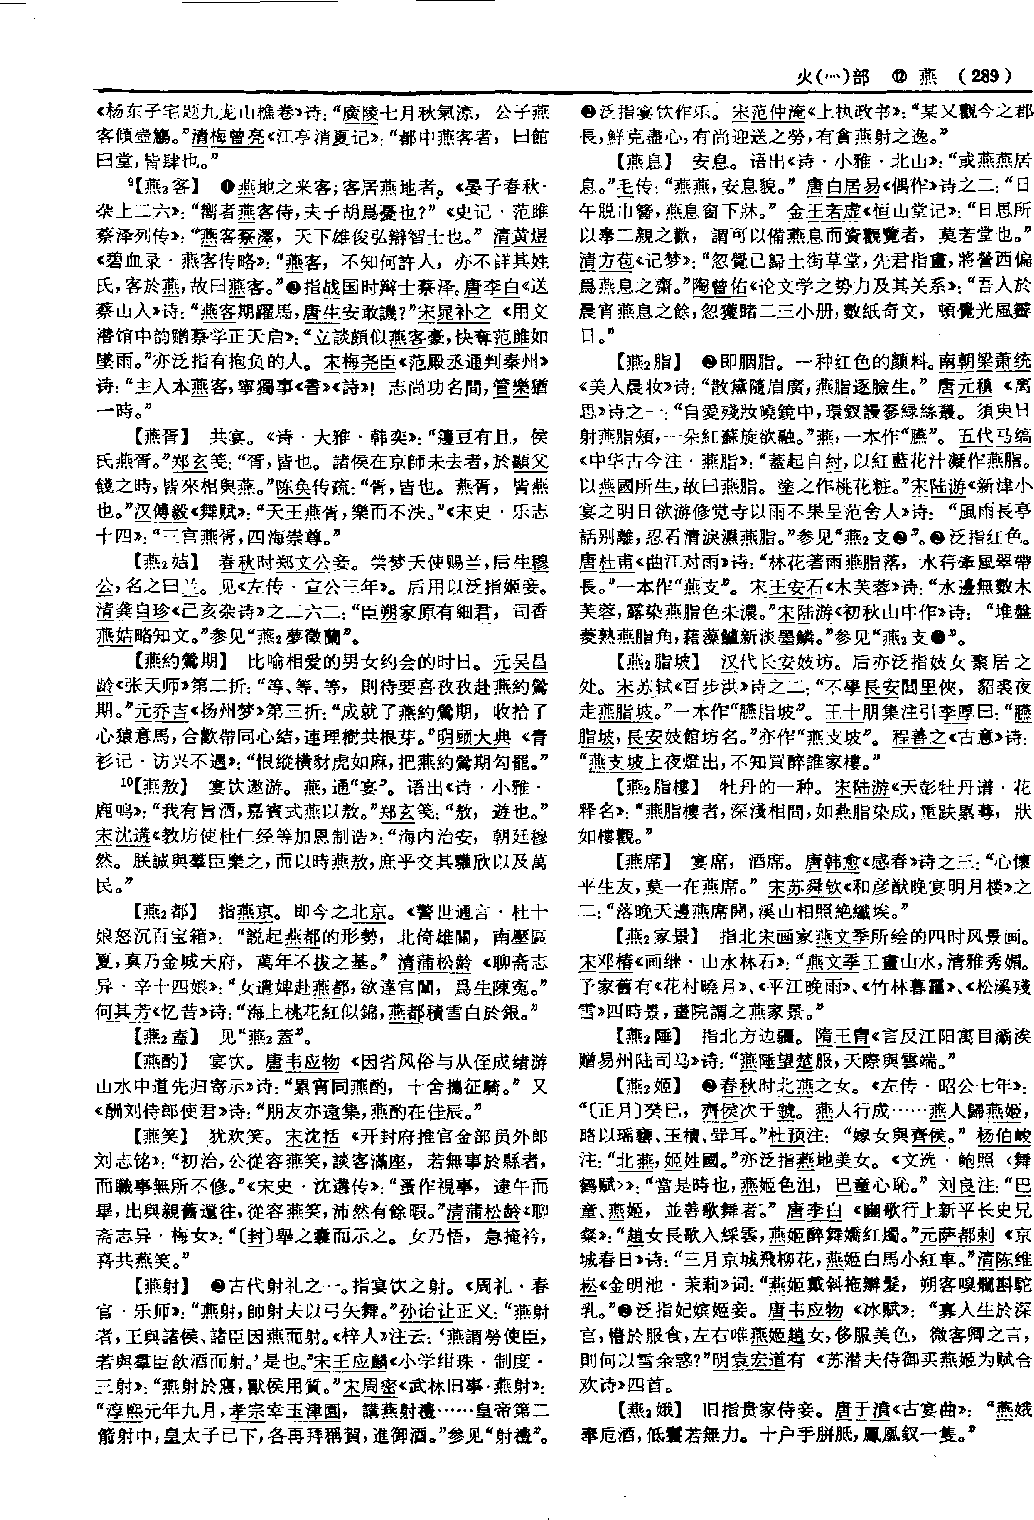 火(灬)部 ⑫ 燕 (289)
《杨东子宅题九龙山樵卷》诗:“廣陵七月秋氣凉, 公子燕
客傾壺觴。”清梅曾亮《江亭消夏记》:“都中燕客者, 曰館
曰堂,皆肆也。”
9【燕₂客】 ❶燕地之来客;客居燕地者。《晏子春秋·
杂上二六》:“嚮者燕客侍,夫子胡爲憂也?” 《史记·范雎
蔡泽列传》:“燕客蔡澤, 天下雄俊弘辯智士也。” 清黄煜
《碧血录·燕客传略》:“燕客, 不知何許人, 亦不詳其姓
氏,客於燕,故曰燕客。”❷指战国时辩士蔡泽。唐李白《送
蔡山人》诗:“燕客期躍馬,唐生安敢譏?”宋晁补之 《用文
潜馆中韵赠蔡学正天启》:“立談頗似燕客豪,快奪范雎如
墜雨。”亦泛指有抱负的人。 宋梅尧臣《范殿丞通判秦州》
诗:“主人本燕客,寧獨事《書》《詩》! 志尚功名間,管樂猶
一時。”
【燕胥】 共宴。《诗·大雅·韩奕》:“籩豆有且, 侯
氏燕胥。”郑玄笺:“胥,皆也。 諸侯在京師未去者,於顯父
餞之時,皆來相與燕。”陈奂传疏:“胥,皆也。 燕胥, 皆燕
也。”汉傅毅《舞赋》:“天王燕胥,樂而不泆。”《宋史·乐志
十四》:“三宫燕胥,四海崇尊。”
【燕₂姞】 春秋时郑文公妾。 尝梦天使赐兰,后生穆
公,名之曰兰。 见《左传·宣公三年》。 后用以泛指姬妾。
清龚自珍《己亥杂诗》之二六二:“臣朔家原有細君, 司香
燕姞略知文。”参见“燕₂夢徵蘭”。
【燕約鶯期】 比喻相爱的男女约会的时日。 元吴昌
龄《张天师》第二折:“等、等、等, 則待要喜孜孜赴燕約鶯
期。”元乔吉《扬州梦》第三折:“成就了燕約鶯期, 收拾了
心猿意馬,合歡帶同心結,連理樹共根芽。”明顾大典 《青
衫记·访兴不遇》:“恨縱橫豺虎如麻,把燕約鶯期勾罷。”
10【燕敖】 宴饮遨游。 燕,通“宴”。 语出《诗·小雅·
鹿鸣》:“我有旨酒,嘉賓式燕以敖。”郑玄笺:“敖, 遊也。”
宋沈遘《教坊使杜仁经等加恩制诰》:“海内治安, 朝廷穆
然。 朕誠與羣臣樂之,而以時燕敖,庶乎交其驩欣以及萬
民。”
【燕₂都】 指燕京。 即今之北京。《警世通言·杜十
娘怒沉百宝箱》: “説起燕都的形勢, 北倚雄關, 南壓區
夏,真乃金城天府, 萬年不拔之基。” 清蒲松龄 《聊斋志
异·辛十四娘》:“女遣婢赴燕都,欲達宫闈, 爲生陳冤。”
何其芳《忆昔》诗:“海上桃花紅似錦,燕都積雪白於銀。”
【燕₂盍】 见“燕₂蓋”。
【燕酌】 宴饮。唐韦应物 《因省风俗与从侄成绪游
山水中道先归寄示》诗:“累宵同燕酌, 十舍攜征騎。” 又
《酬刘侍郎使君》诗:“朋友亦遠集,燕酌在佳辰。”
【燕笑】 犹欢笑。 宋沈括 《开封府推官金部员外郎
刘志铭》:“初治,公從容燕笑,談客滿座, 若無事於縣者,
而職事無所不修。”《宋史·沈遘传》:“蚤作視事, 逮午而
畢,出與親舊還往,從容燕笑,沛然有餘暇。”清蒲松龄《聊
斋志异·梅女》:“〔封〕舉之囊而示之。 女乃悟, 急掩衿,
喜共燕笑。”
【燕射】 ❷古代射礼之一。指宴饮之射。《周礼·春
官·乐师》:“燕射,帥射夫以弓矢舞。”孙诒让正义:“燕射
者,王與諸侯、諸臣因燕而射。《梓人》注云:‘燕謂勞使臣,
若與羣臣飲酒而射。’是也。”宋王应麟《小学绀珠·制度·
三射》:“燕射於寢,獸侯用質。”宋周密《武林旧事·燕射》:
“淳熙元年九月,孝宗幸玉津園, 講燕射禮……皇帝第二
箭射中;皇太子已下,各再拜稱賀,進御酒。”参见“射禮”。
❷泛指宴饮作乐。 宋范仲淹《上执政书》:“某又觀今之郡
長,鮮克盡心,有尚迎送之勞,有貪燕射之逸。”
【燕息】 安息。 语出《诗·小雅·北山》:“或燕燕居
息。”毛传:“燕燕,安息貌。” 唐白居易《偶作》诗之二:“日
午脱巾簪,燕息窗下牀。” 金王若虚《恒山堂记》:“日思所
以奉二親之歡, 謂可以備燕息而資觀覽者, 莫若堂也。”
清方苞《记梦》:“忽覺已歸土街草堂,先君指畫,將營西偏
爲燕息之齋。”陶曾佑《论文学之势力及其关系》:“吾人於
晨宵燕息之餘,忽獲睹二三小册,數紙奇文, 頓覺光風霽
日。”
【燕₂脂】 ❷即胭脂。 一种红色的颜料。南朝梁萧统
《美人晨妆》诗:“散黛隨眉廣,燕脂逐臉生。” 唐元稹 《离
思》诗之一:“自愛殘妝曉鏡中,環釵謾篸緑絲叢。 須臾日
射燕脂頰,一朵紅蘇旋欲融。”燕,一本作“臙”。 五代马缟
《中华古今注·燕脂》:“蓋起自紂,以紅藍花汁凝作燕脂。
以燕國所生,故曰燕脂。 塗之作桃花粧。”宋陆游《新津小
宴之明日欲游修觉寺以雨不果呈范舍人》诗: “風雨長亭
話別離,忍看清淚濕燕脂。”参见“燕₂支❷”。❷泛指红色。
唐杜甫《曲江对雨》诗:“林花著雨燕脂落, 水荇牽風翠帶
長。”一本作“燕支”。 宋王安石《木芙蓉》诗:“水邊無數木
芙蓉,露染燕脂色未濃。”宋陆游《初秋山中作》诗: “堆盤
菱熟燕脂角,藉藻鱸新淡墨鱗。”参见“燕₂支❶”。
【燕₂脂坡】 汉代长安妓坊。 后亦泛指妓女聚居之
处。 宋苏轼《百步洪》诗之二:“不學長安閭里俠, 貂裘夜
走燕脂坡。”一本作“臙脂坡”。 王十朋集注引李厚曰:“臙
脂坡,長安妓館坊名。”亦作“燕支坡”。 程善之《古意》诗:
“燕支坡上夜燈出,不知買醉誰家樓。”
【燕₂脂樓】 牡丹的一种。 宋陆游《天彭牡丹谱·花
释名》:“燕脂樓者,深淺相間,如燕脂染成,重趺累萼, 狀
如樓觀。”
【燕席】 宴席, 酒席。 唐韩愈《感春》诗之三:“心懷
平生友,莫一在燕席。” 宋苏舜钦《和彦猷晚宴明月楼》之
二:“落晚天邊燕席開,溪山相照絶纖埃。”
【燕₂家景】 指北宋画家燕文季所绘的四时风景画。
宋邓椿《画继·山水林石》:“燕文季工畫山水,清雅秀媚。
予家舊有《花村曉月》、《平江晚雨》、《竹林暮靄》、《松溪殘
雪》四時景,畫院謂之燕家景。”
【燕₂陲】 指北方边疆。 隋王胄《言反江阳寓目灞涘
赠易州陆司马》诗:“燕陲望楚服,天際與雲端。”
【燕₂姬】 ❷春秋时北燕之女。《左传·昭公七年》:
“〔正月〕癸巳, 齊侯次于虢。 燕人行成……燕人歸燕姬,
賂以瑶罋、玉櫝、斝耳。”杜预注: “嫁女與齊侯。” 杨伯峻
注:“北燕,姬姓國。”亦泛指燕地美女。《文选·鲍照〈舞
鹤赋〉》:“當是時也,燕姬色沮, 巴童心恥。” 刘良注:“巴
童、燕姬, 並善歌舞者。” 唐李白 《豳歌行上新平长史兄
粲》:“趙女長歌入綵雲,燕姬醉舞嬌紅燭。”元萨都剌 《京
城春日》诗:“三月京城飛柳花,燕姬白馬小紅車。”清陈维
崧《金明池·茉莉》词:“燕姬戴斜拖辮髮, 朔客嗅飄斟駝
乳。”❷泛指妃嫔姬妾。 唐韦应物 《冰赋》: “寡人生於深
宫,惛於服食,左右唯燕姬趙女,侈服美色, 微客卿之言,
則何以雪余惑?”明袁宏道有 《苏潜夫侍御买燕姬为赋合
欢诗》四首。
【燕₂娥】 旧指贵家侍妾。 唐于濆《古宴曲》: “燕娥
奉卮酒,低鬟若無力。 十户手胼胝,鳳凰釵一隻。”